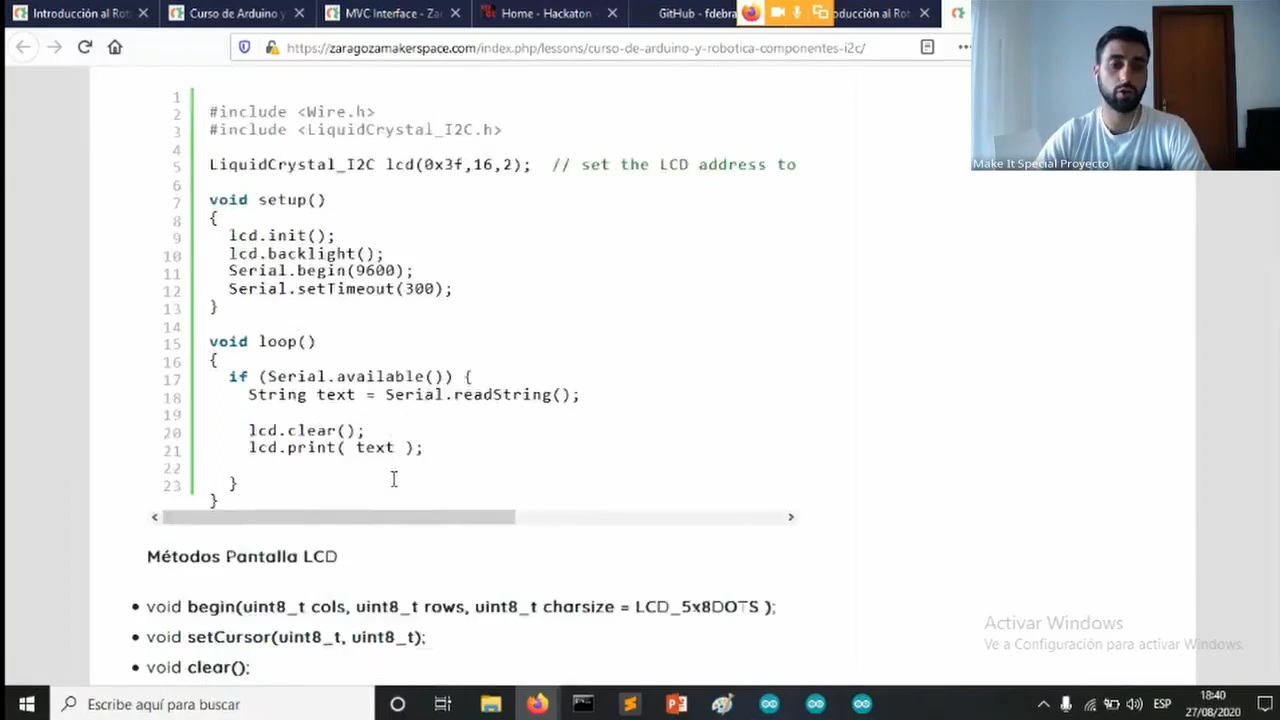 Introducción al Rot
Curso de Arduino y
MVC Interface - Za
Home - Hackaton
GitHub - fdebra
oducción al Rot
https://zaragozamakerspace.com/index.php/lessons/curso-de-arduino-y-robotica-componentes-i2c/
Make It Special Proyecto
1
2 #include <Wire.h>
3 #include <LiquidCrystal_I2C.h>
4
5 LiquidCrystal_I2C lcd(0x3f,16,2); // set the LCD address to
6
7 void setup()
8 {
9 lcd.init();
10 lcd.backlight();
11 Serial.begin(9600);
12 Serial.setTimeout(300);
13 }
14
15 void loop()
16 {
17 if (Serial.available()) {
18 String text = Serial.readString();
19
20 lcd.clear();
21 lcd.print( text );
22
23 }
}
Métodos Pantalla LCD
• void begin(uint8_t cols, uint8_t rows, uint8_t charsize = LCD_5x8DOTS );
• void setCursor(uint8_t, uint8_t);
• void clear();
Activar Windows
Ve a Configuración para activar Windows.
Escribe aquí para buscar
ESP
18:40
27/08/2020